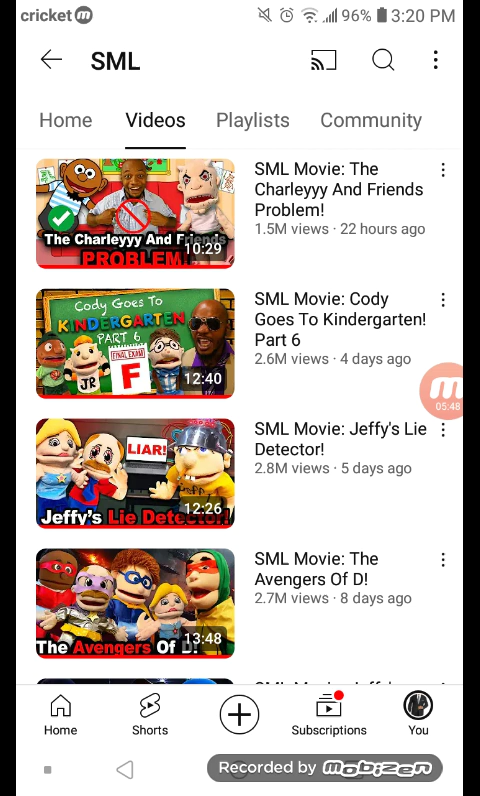 cricket 96% 3:20 PM
SML
Home Videos Playlists Community
The Charleyyy And Friends
PROBLEM!
10:29
SML Movie: The
Charleyyy And Friends
Problem!
1.5M views · 22 hours ago
Cody Goes To
KINDERGARTEN
PART 6
FINAL EXAM
F
JR
12:40
SML Movie: Cody
Goes To Kindergarten!
Part 6
2.6M views · 4 days ago
05:48
LIAR!
Jeffy's Lie Detector!
12:26
SML Movie: Jeffy's Lie
Detector!
2.8M views · 5 days ago
The Avengers Of D!
13:48
SML Movie: The
Avengers Of D!
2.7M views · 8 days ago
Home Shorts Subscriptions You
Recorded by mobizen